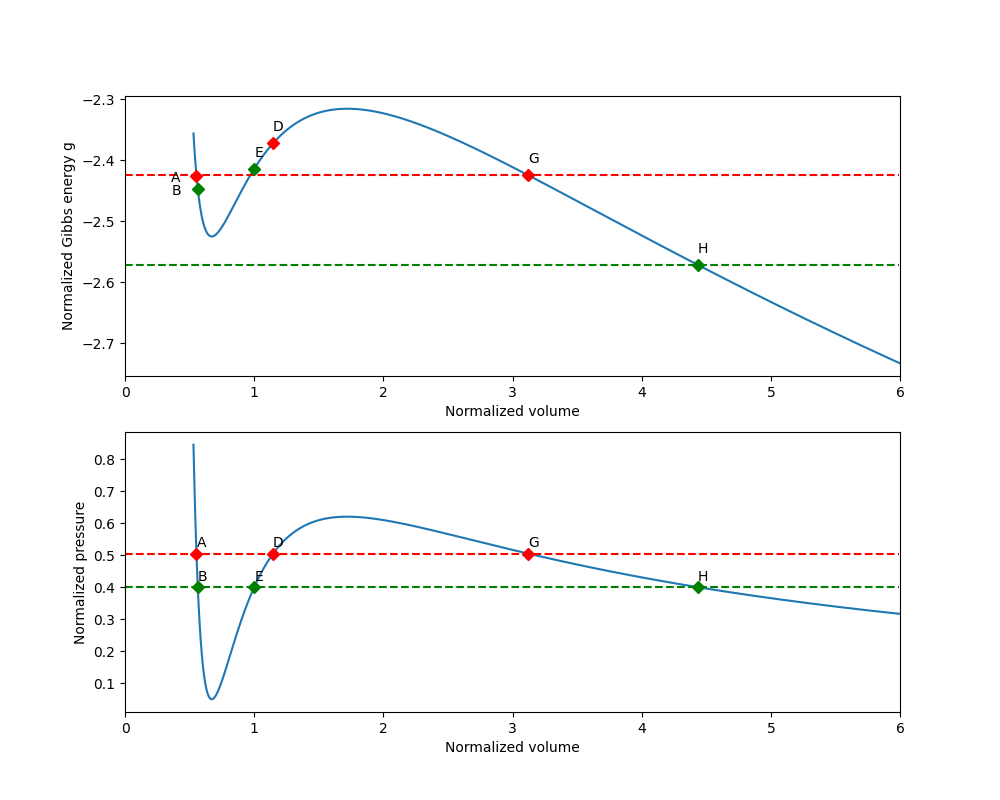 −2.3
−2.4
−2.5
−2.6
−2.7
Normalized Gibbs energy g
A
B
E
D
G
H
0 1 2 3 4 5 6
Normalized volume
0.8
0.7
0.6
0.5
0.4
0.3
0.2
0.1
Normalized pressure
A
D
G
B
E
H
0 1 2 3 4 5 6
Normalized volume